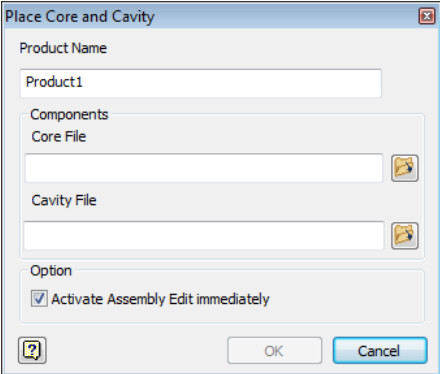 Place Core and Cavity
Product Name
Product1
Components
Core File
Cavity File
Option
Activate Assembly Edit immediately
OK
Cancel